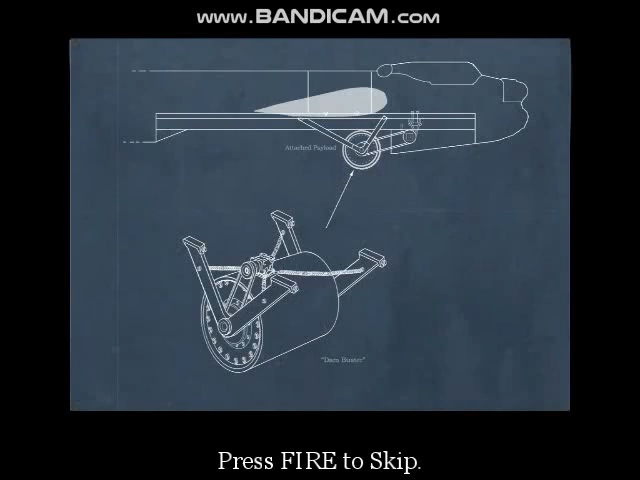 WWW.BANDICAM.COM
Attached Payload
"Dam Buster"
Press FIRE to Skip.